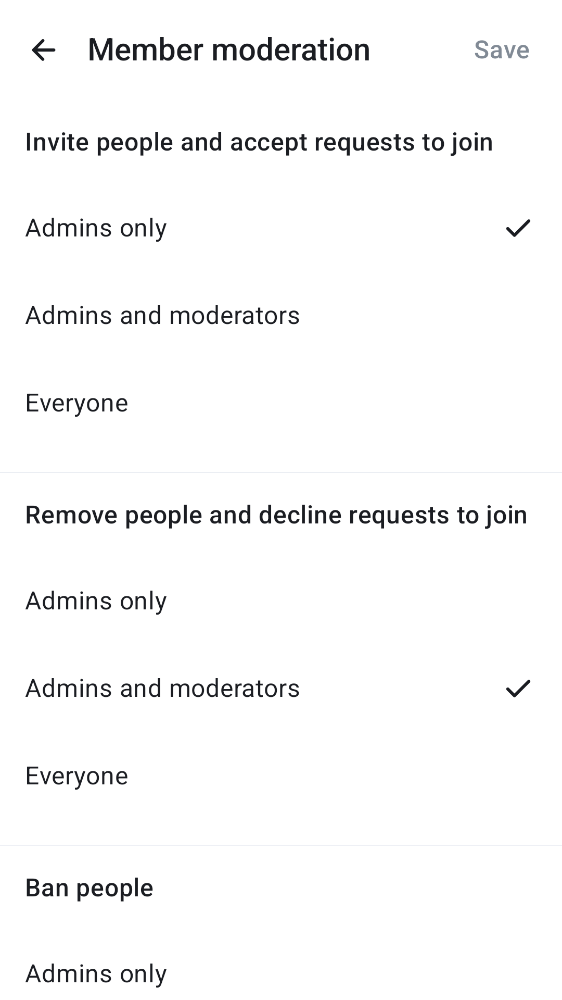 Member moderation
Save
Invite people and accept requests to join
Admins only
Admins and moderators
Everyone
Remove people and decline requests to join
Admins only
Admins and moderators
Everyone
Ban people
Admins only